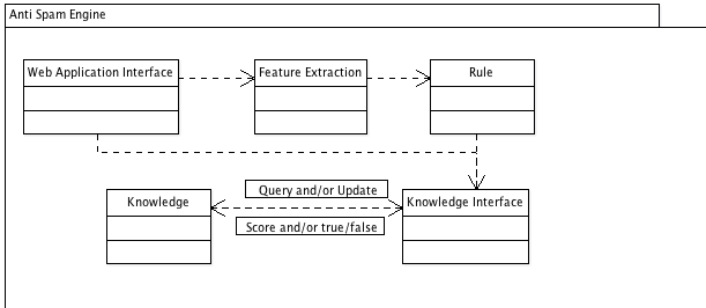 Anti Spam Engine
Web Application Interface
Feature Extraction
Rule
Query and/or Update
Knowledge
Knowledge Interface
Score and/or true/false